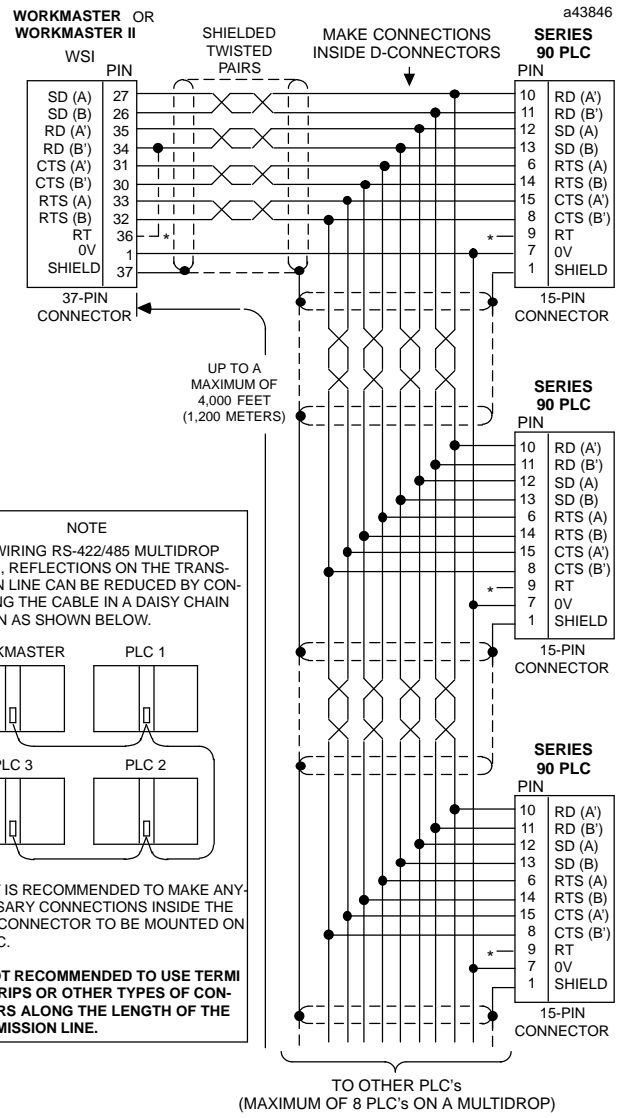 a43846
WORKMASTER OR
WORKMASTER II
WSI
SHIELDED
TWISTED
PAIRS
MAKE CONNECTIONS
INSIDE D-CONNECTORS
SERIES
90 PLC
PIN
PIN
SD (A) 27
SD (B) 26
RD (A') 35
RD (B') 34
CTS (A') 31
CTS (B') 30
RTS (A) 33
RTS (B) 32
RT 36 *
0V 1
SHIELD 37
37-PIN
CONNECTOR
10 RD (A')
11 RD (B')
12 SD (A)
13 SD (B)
6 RTS (A)
14 RTS (B)
15 CTS (A')
8 CTS (B')
* 9 RT
7 0V
1 SHIELD
15-PIN
CONNECTOR
UP TO A
MAXIMUM OF
4,000 FEET
(1,200 METERS)
SERIES
90 PLC
PIN
10 RD (A')
11 RD (B')
12 SD (A)
13 SD (B)
6 RTS (A)
14 RTS (B)
15 CTS (A')
8 CTS (B')
* 9 RT
7 0V
1 SHIELD
15-PIN
CONNECTOR
NOTE
WIRING RS-422/485 MULTIDROP
, REFLECTIONS ON THE TRANS-
N LINE CAN BE REDUCED BY CON-
NG THE CABLE IN A DAISY CHAIN
N AS SHOWN BELOW.
KMASTER PLC 1
LC 3 PLC 2
T IS RECOMMENDED TO MAKE ANY-
SARY CONNECTIONS INSIDE THE
CONNECTOR TO BE MOUNTED ON
C.
OT RECOMMENDED TO USE TERMI
RIPS OR OTHER TYPES OF CON-
RS ALONG THE LENGTH OF THE
MISSION LINE.
SERIES
90 PLC
PIN
10 RD (A')
11 RD (B')
12 SD (A)
13 SD (B)
6 RTS (A)
14 RTS (B)
15 CTS (A')
8 CTS (B')
* 9 RT
7 0V
1 SHIELD
15-PIN
CONNECTOR
TO OTHER PLC's
(MAXIMUM OF 8 PLC's ON A MULTIDROP)